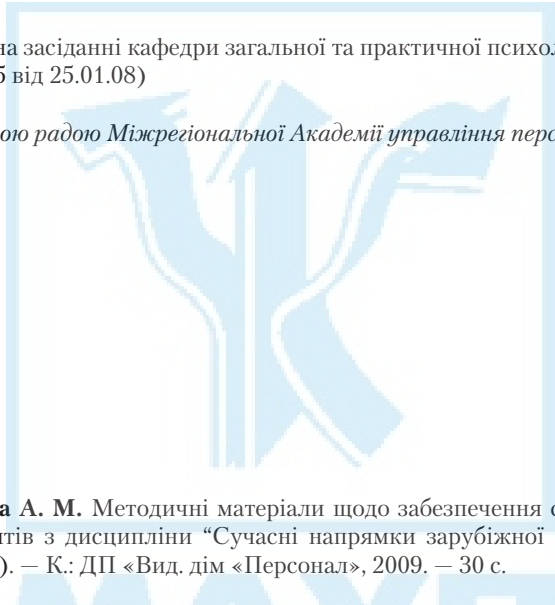 на засіданні кафедри загальної та практичної психол
5 від 25.01.08)
ою радою Міжрегіональної Академії управління перс
а А. М. Методичні матеріали щодо забезпечення с
тів з дисципліни “Сучасні напрямки зарубіжної
). — К.: ДП «Вид. дім «Персонал», 2009. — 30 с.